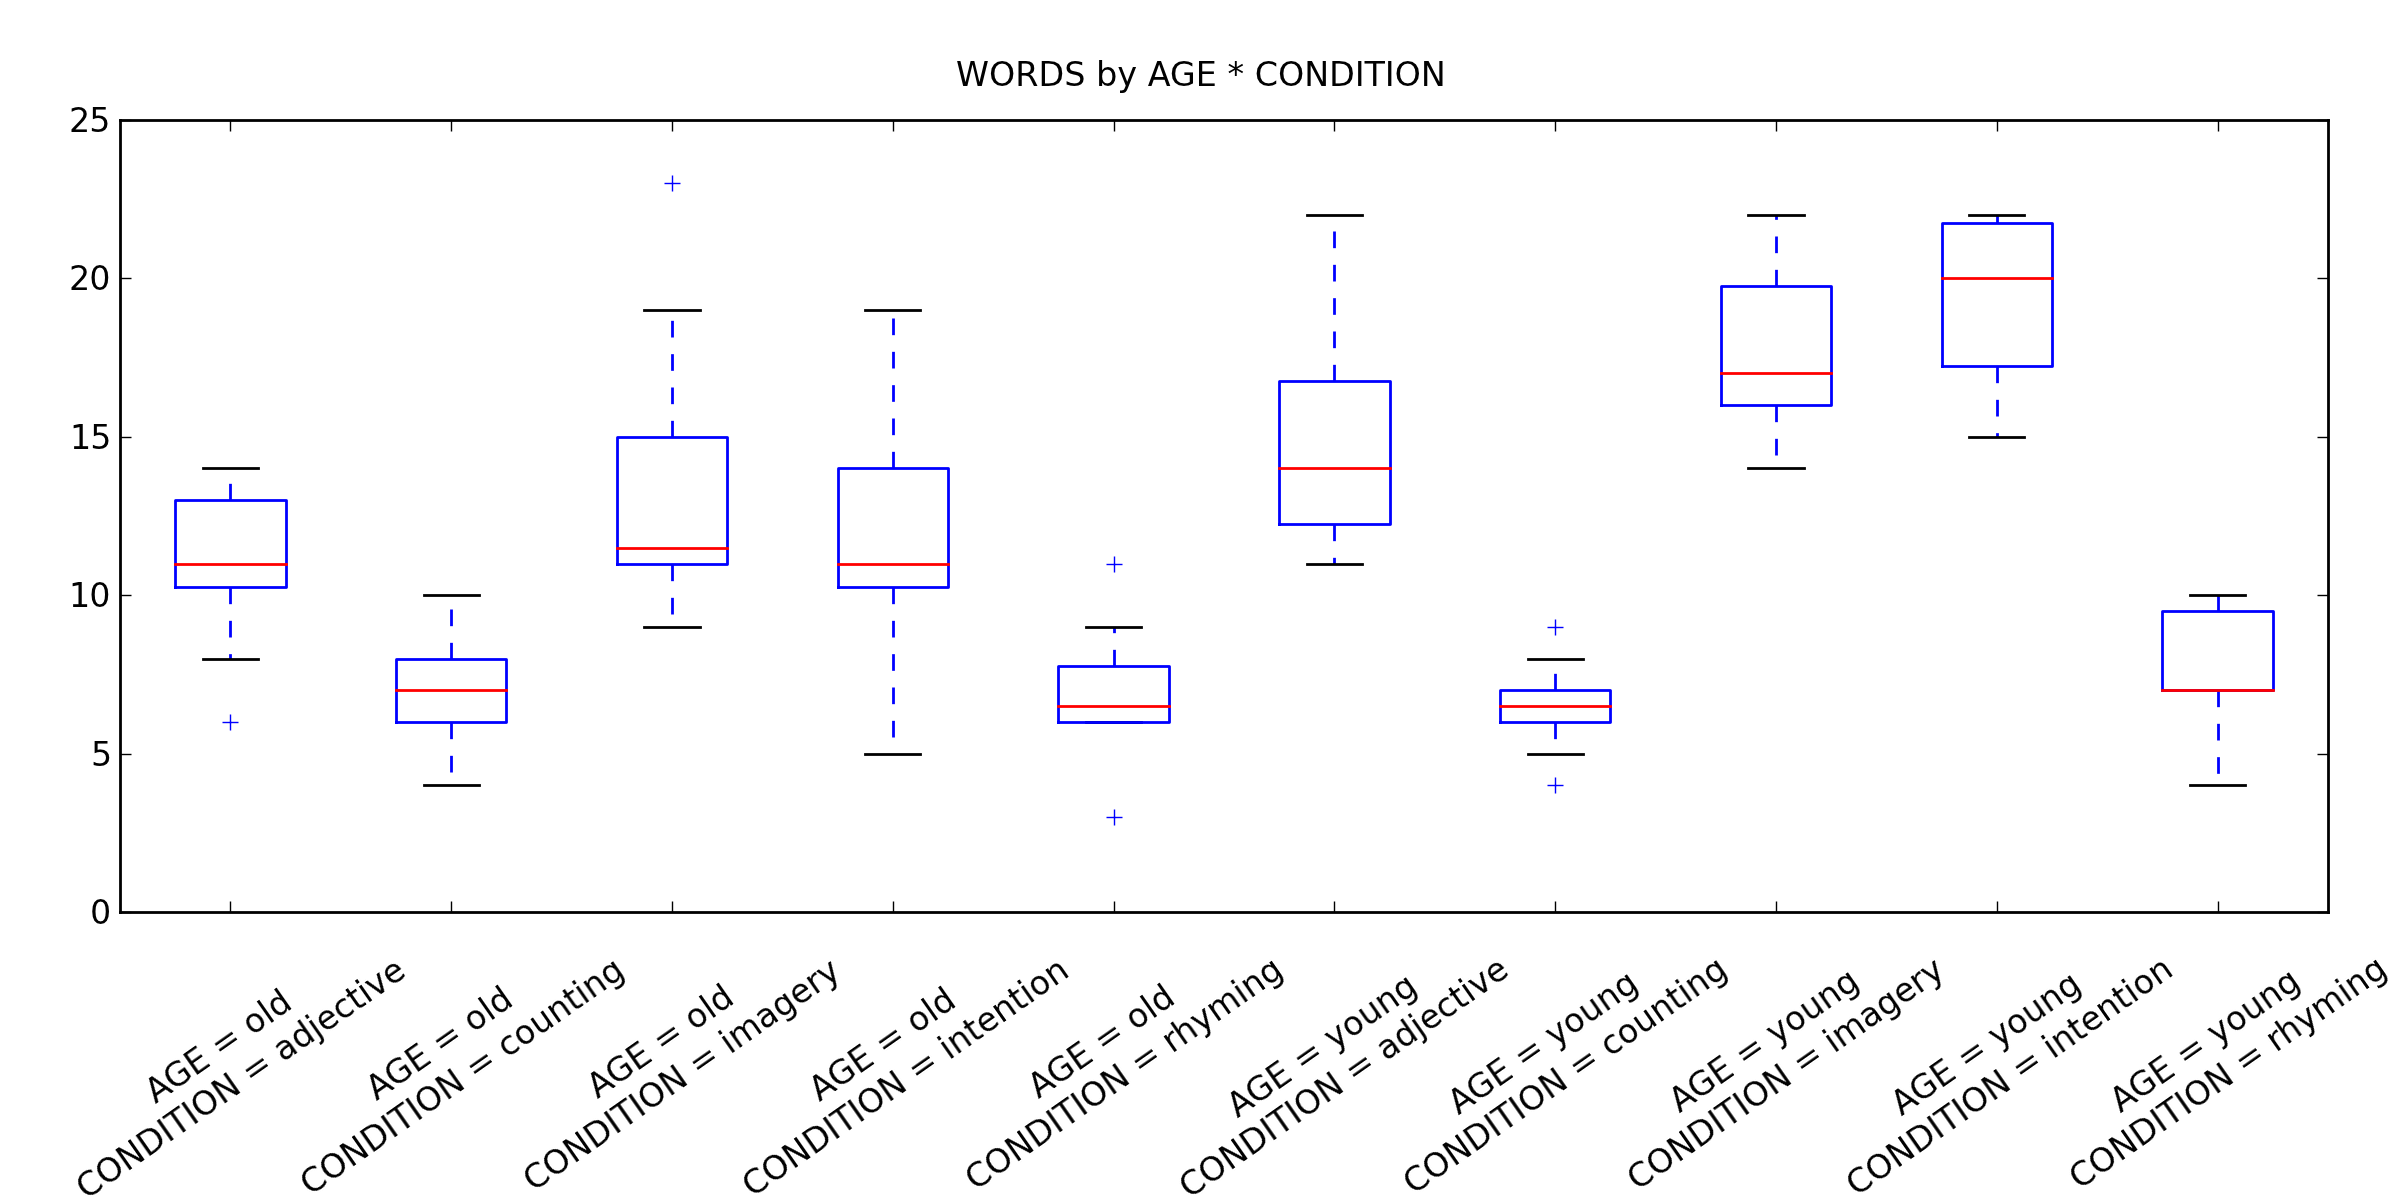 WORDS by AGE * CONDITION
25
20
15
10
5
0
AGE = old
CONDITION = adjective
AGE = old
CONDITION = counting
AGE = old
CONDITION = imagery
AGE = old
CONDITION = intention
AGE = old
CONDITION = rhyming
AGE = young
CONDITION = adjective
AGE = young
CONDITION = counting
AGE = young
CONDITION = imagery
AGE = young
CONDITION = intention
AGE = young
CONDITION = rhyming